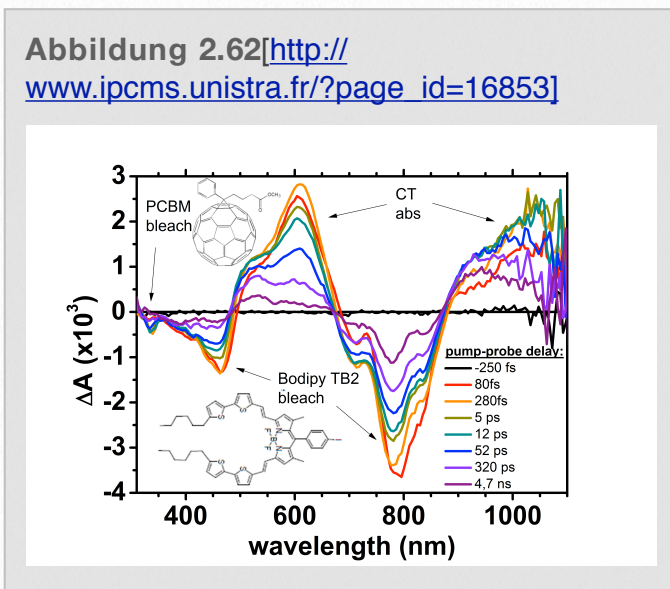 Abbildung 2.62[http://
www.ipcms.unistra.fr/?page_id=16853]
3
2
1
0
-1
-2
-3
-4
ΔA (x10³)
PCBM
bleach
OCH₃
O
CT
abs
Bodipy TB2
bleach
S
S
N
F
B
F
N
S
S
pump-probe delay:
-250 fs
80fs
280fs
5 ps
12 ps
52 ps
320 ps
4,7 ns
400
600
800
1000
wavelength (nm)